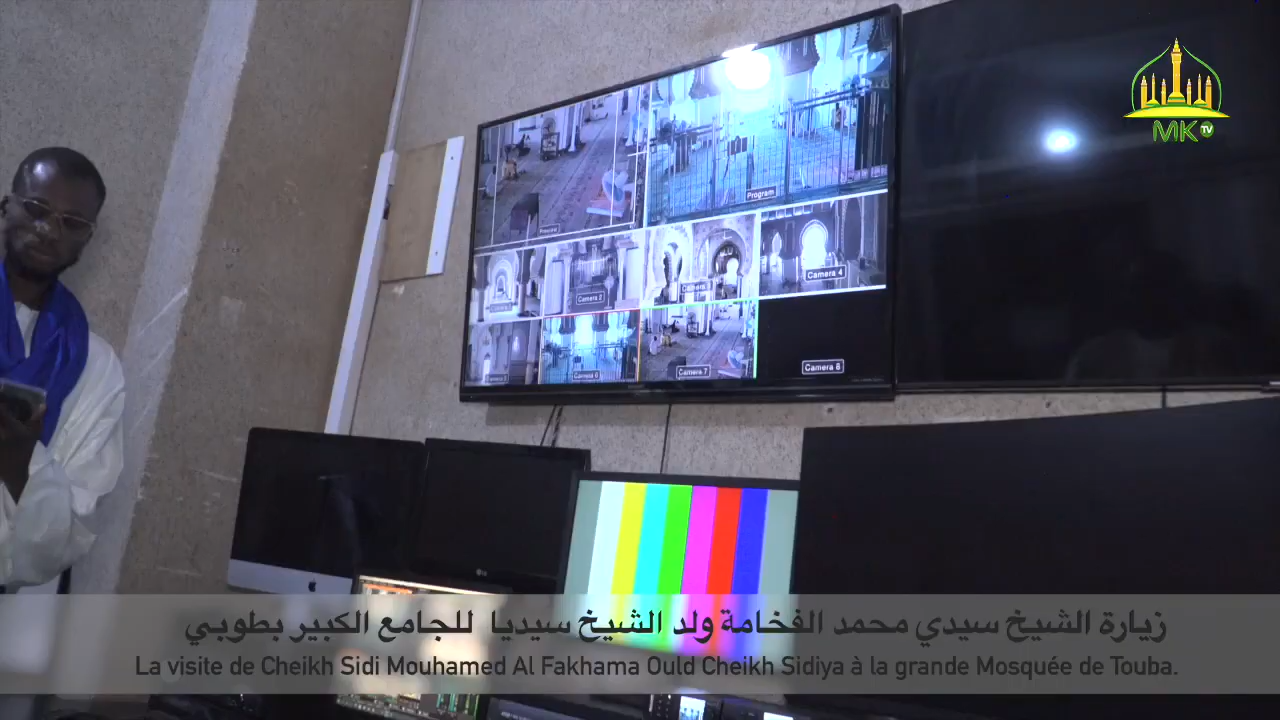 MK TV
Program
Camera 2
Camera 4
Camera 6
Camera 7
Camera 8
LG
زيارة الشيخ سيدي محمد الفخامة ولد الشيخ سيديا للجامع الكبير بطوبي
La visite de Cheikh Sidi Mouhamed Al Fakhama Ould Cheikh Sidiya à la grande Mosquée de Touba.